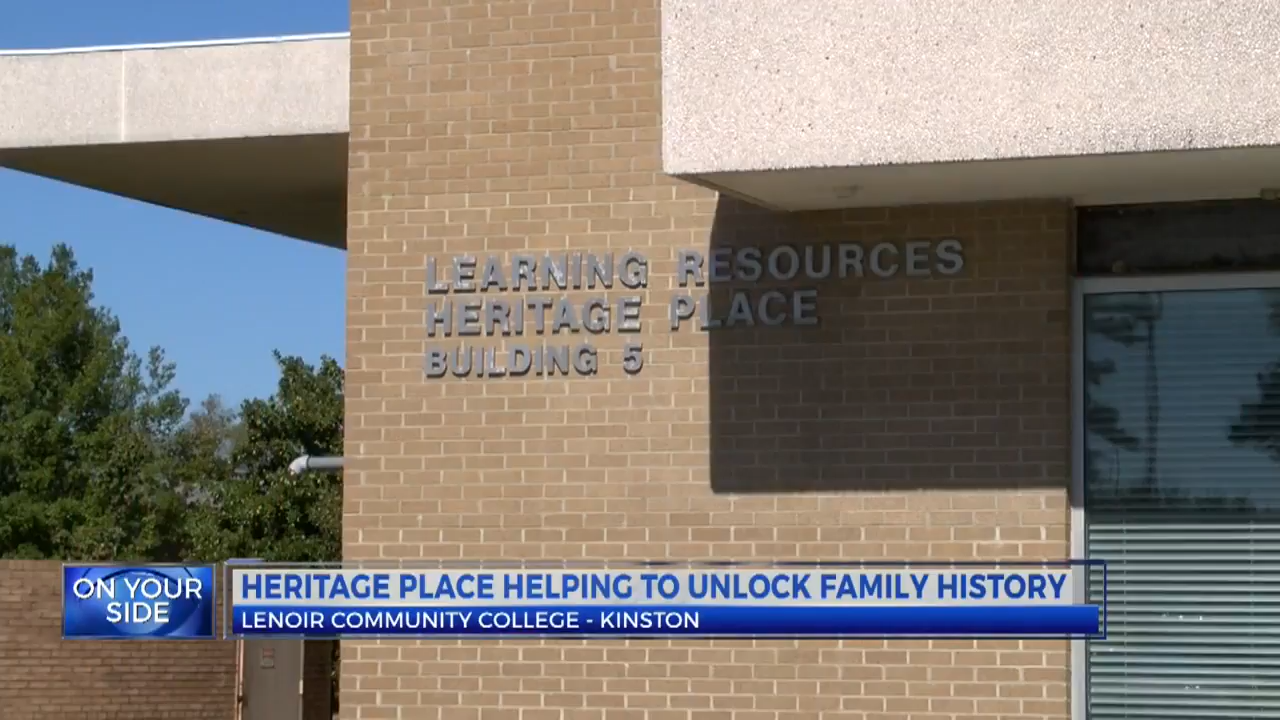 LEARNING RESOURCES
HERITAGE PLACE
BUILDING 5
ON YOUR
SIDE
HERITAGE PLACE HELPING TO UNLOCK FAMILY HISTORY
LENOIR COMMUNITY COLLEGE - KINSTON